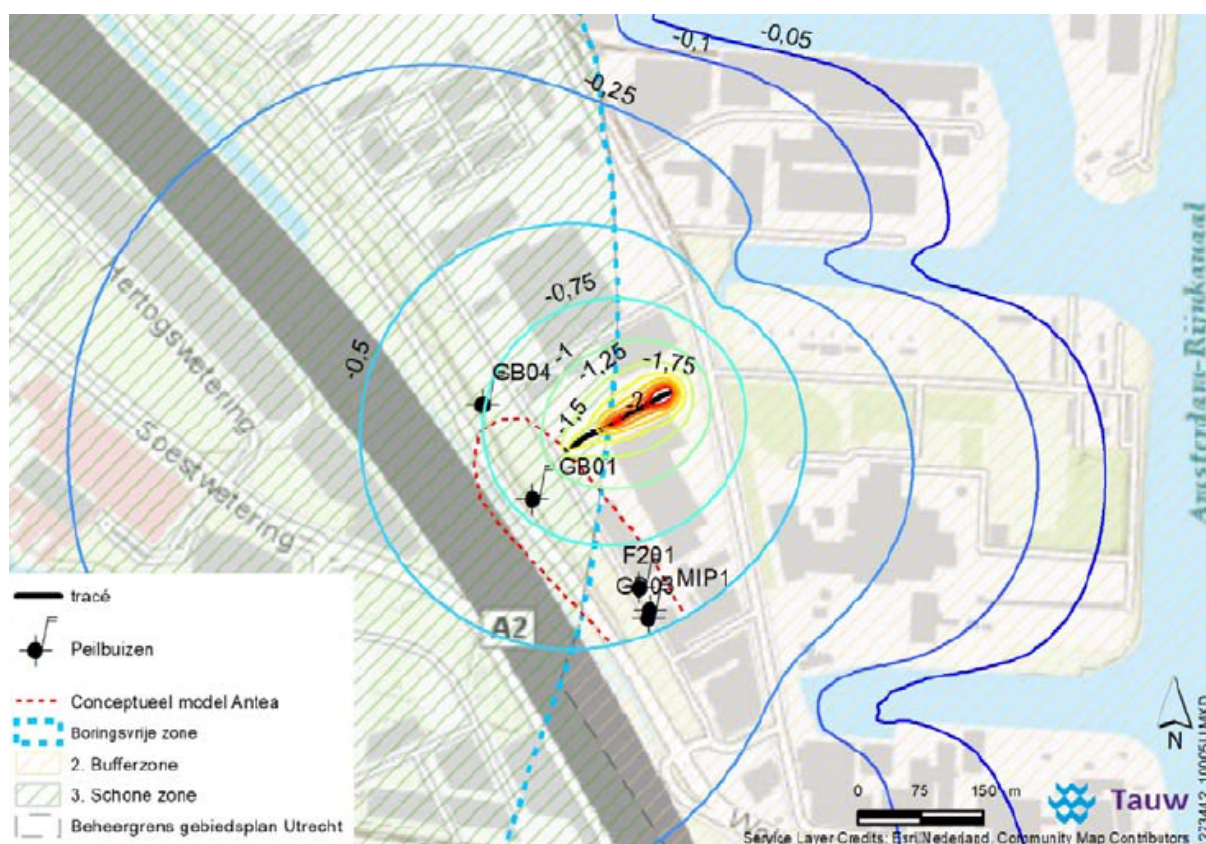 -0,05
-0,1
-0,25
Hertogswetering
-0,75
-0,5
-1
-1,25
-1,75
GB04
-2
-1,5
Soestwetering
GB01
F201
MIP1
A2
Amsterdam-Rijnkanaal
tracé
Peilbuizen
Conceptueel model Antea
Boringsvrije zone
2. Bufferzone
3. Schone zone
Beheergrens gebiedsplan Utrecht
N
0 75 150 m
Tauw
Service Layer Credits: Esri Nederland, Community Map Contributors